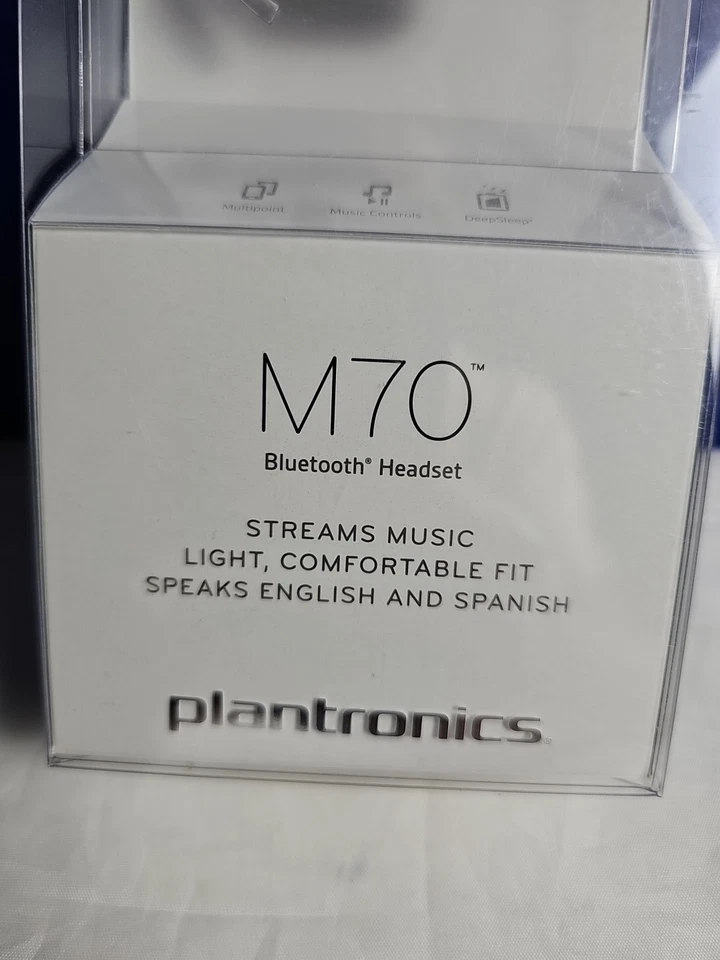 Multipoint
Music Controls
DeepSleep®
M70™
Bluetooth® Headset
STREAMS MUSIC
LIGHT, COMFORTABLE FIT
SPEAKS ENGLISH AND SPANISH
plantronics®